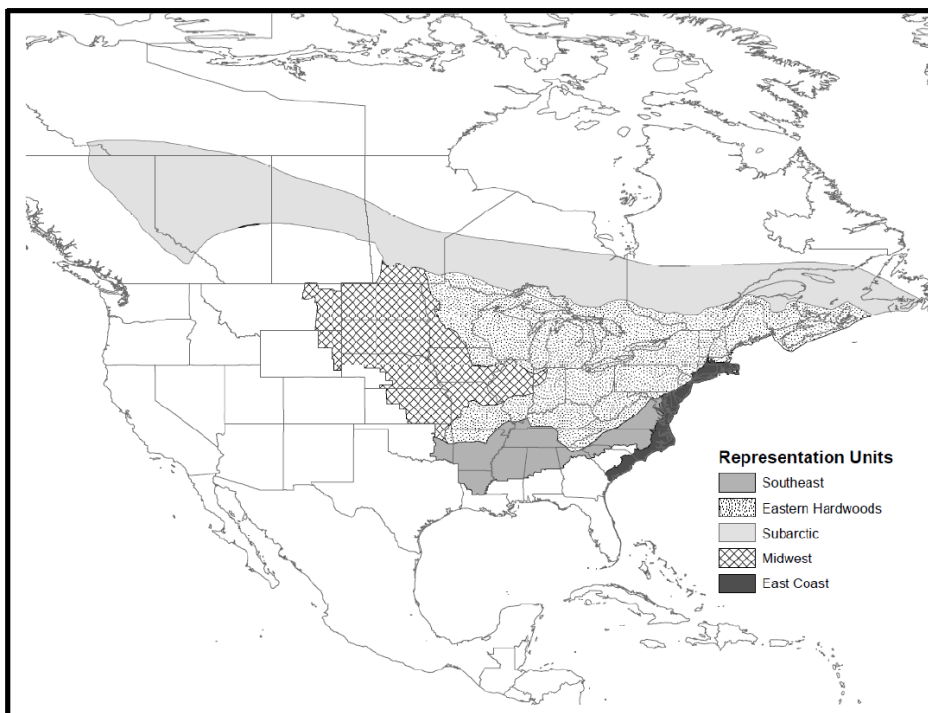 Representation Units
Southeast
Eastern Hardwoods
Subarctic
Midwest
East Coast